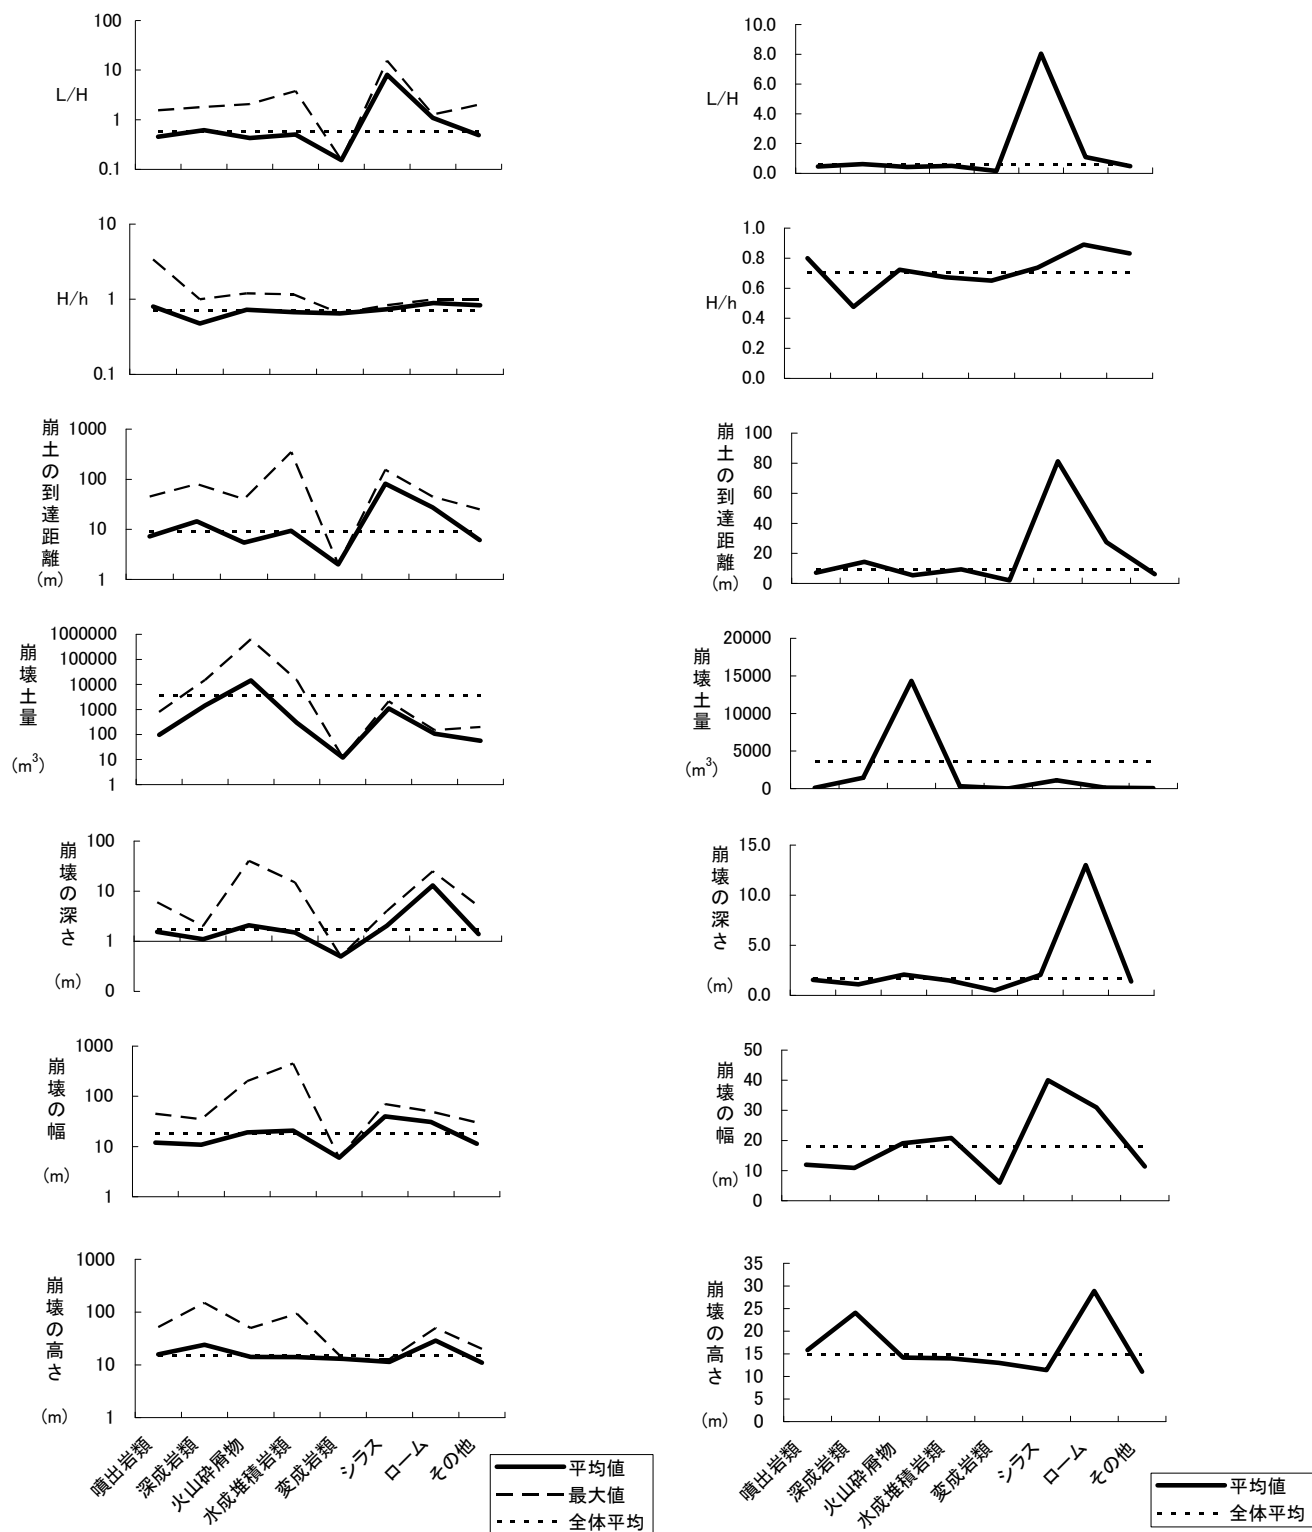 100
10
L/H
1
0.1
10
H/h
1
0.1
崩土の到達距離
(m)
1000
100
10
1
崩壊土量
(m³)
1000000
100000
10000
1000
100
10
1
崩壊の深さ
(m)
100
10
1
0
崩壊の幅
(m)
1000
100
10
1
崩壊の高さ
(m)
1000
100
10
1
噴出岩類
深成岩類
火山砕屑物
水成堆積岩類
変成岩類
シラス
ローム
その他
平均値
最大値
全体平均
10.0
8.0
L/H
6.0
4.0
2.0
0.0
1.0
0.8
0.6
H/h
0.4
0.2
0.0
崩土の到達距離
(m)
100
80
60
40
20
0
崩壊土量
(m³)
20000
15000
10000
5000
0
崩壊の深さ
(m)
15.0
10.0
5.0
0.0
崩壊の幅
(m)
50
40
30
20
10
0
崩壊の高さ
(m)
35
30
25
20
15
10
5
0
噴出岩類
深成岩類
火山砕屑物
水成堆積岩類
変成岩類
シラス
ローム
その他
平均値
全体平均